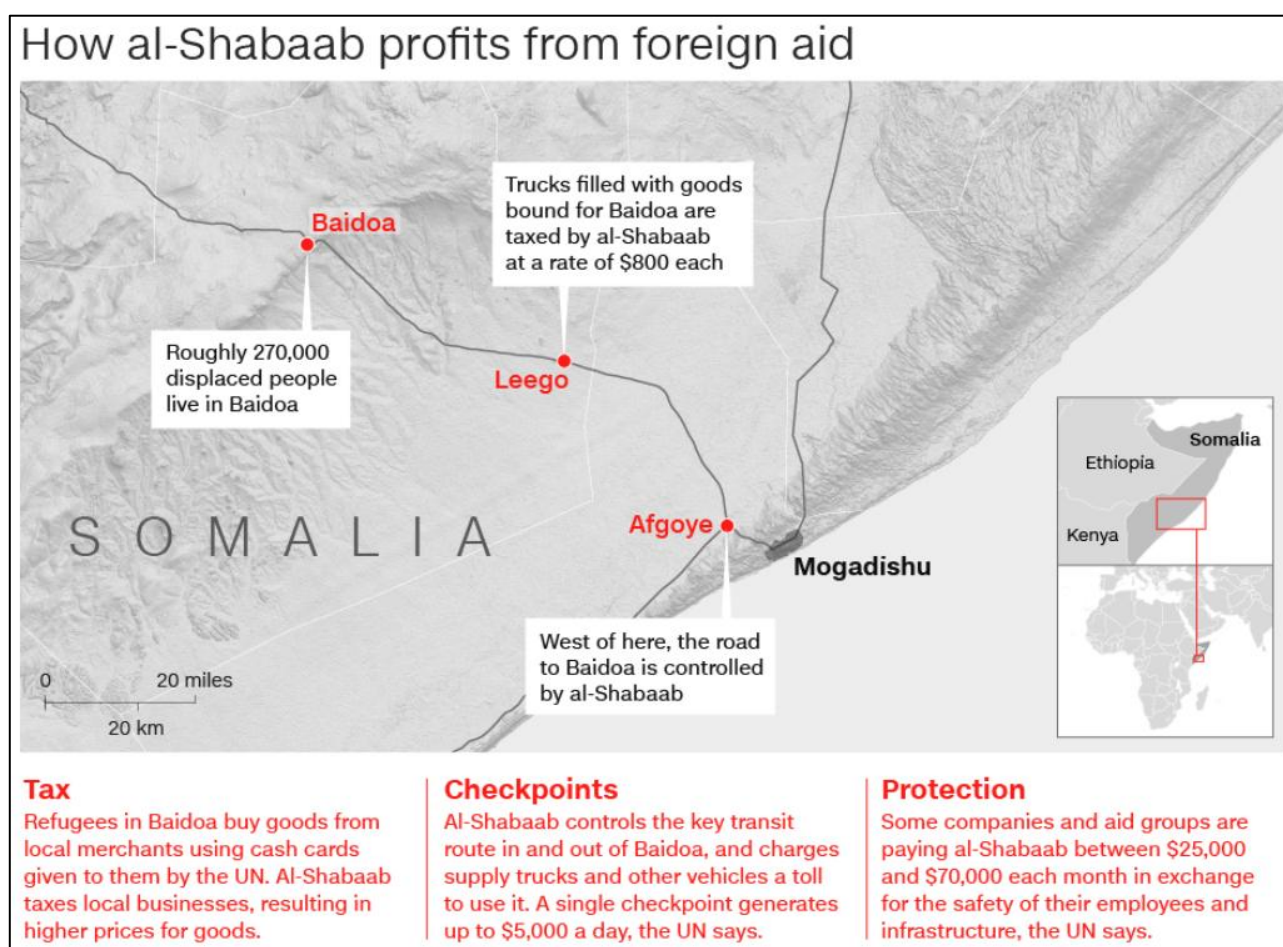 How al-Shabaab profits from foreign aid
Trucks filled with goods
bound for Baidoa are
taxed by al-Shabaab
at a rate of $800 each
Baidoa
Roughly 270,000
displaced people
live in Baidoa
Leego
SOMALIA
Afgoye
Mogadishu
West of here, the road
to Baidoa is controlled
by al-Shabaab
0 20 miles
20 km
Somalia
Ethiopia
Kenya
Tax
Refugees in Baidoa buy goods from
local merchants using cash cards
given to them by the UN. Al-Shabaab
taxes local businesses, resulting in
higher prices for goods.
Checkpoints
Al-Shabaab controls the key transit
route in and out of Baidoa, and charges
supply trucks and other vehicles a toll
to use it. A single checkpoint generates
up to $5,000 a day, the UN says.
Protection
Some companies and aid groups are
paying al-Shabaab between $25,000
and $70,000 each month in exchange
for the safety of their employees and
infrastructure, the UN says.